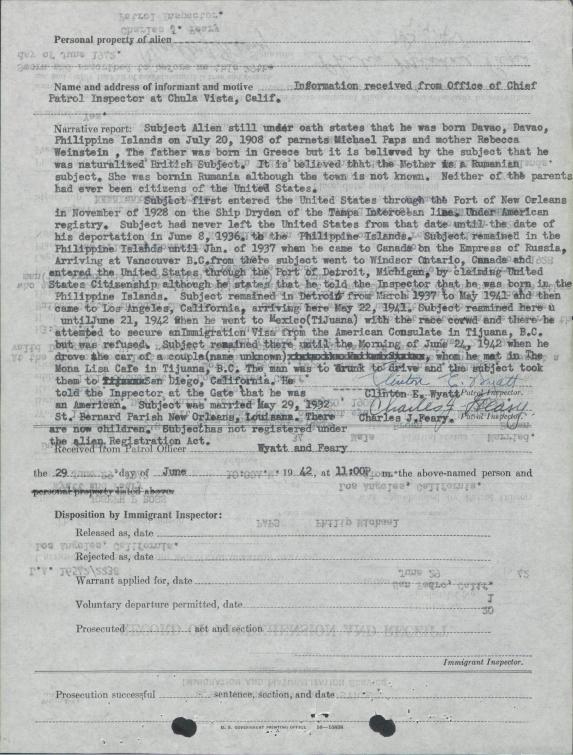 Personal property of alien
Name and address of informant and motive Information received from Office of Chief
Patrol Inspector at Chula Vista, Calif.
Narrative report: Subject Alien still under oath states that he was born Davao, Davao,
Philippine Islands on July 20, 1908 of parnets Michael Paps and mother Rebecca
Weinstein , The father was born in Greece but it is believed by the subject that he
was naturalized British Subject. It is believed that the Mother is a Rumanian
subject. She was bornin Rumania although the town is not known. Neither of the parents
had ever been citizens of the United States.
Subject first entered the United States through the Port of New Orleans
in November of 1928 on the Ship Dryden of the Tampa Interocean line. Under American
registry. Subject had never left the United States from that date until the date of
his deportation in June 8, 1936 to the Philippine Islands. Subject remained in the
Philippine Islands until Jan. of 1937 when he came to Canada on the Empress of Russia,
Arriving at Vancouver B.C.from there subject went to Windsor Ontario, Canada and
entered the United States through the Port of Detroit, Michigan, by claiming United
States Citizenship although he states that he told the Inspector that he was born in the
Philippine Islands. Subject remained in Detroit from March 1937 to May 1941 and then
came to Los Angeles, California, arriving here May 22, 1941. Subject reamined here u
untilJune 21, 1942 When he went to Mexico(Tijuana) with the race crowd and there he
attempted to secure anImmigration Visa from the American Consulate in Tijuana, B.C.
but was refused. Subject remained there until the Morning of June 24, 1942 when he
drove the car of a couple(name unknown) whom he mat in The
Mona Lisa Cafe in Tijuana, B.C. The man was to drunk to drive and the subject took
them to San Diego, California. He
told the Inspector at the Gate that he was
an American. Subject was married May 29, 1932
St. Bernard Parish New Orleans, Louisana. There
are now children. Subject has not registered under
the alien Registration Act.
Clinton E. Wyatt
Clinton E. Wyatt Patrol Inspector.
Charles J Feary
Charles J.Feary. Patrol Inspector.
Received from Patrol Officer Wyatt and Feary
the 29 day of June 1942, at 11:00P m. the above-named person and
personal property listed above.
Disposition by Immigrant Inspector:
Released as, date
Rejected as, date
Warrant applied for, date
Voluntary departure permitted, date
Prosecuted act and section
Immigrant Inspector.
Prosecution successful sentence, section, and date
U. S. GOVERNMENT PRINTING OFFICE